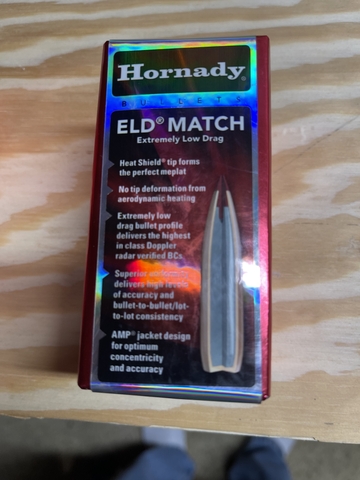 Hornady®
BULLETS
ELD® MATCH
Extremely Low Drag
Heat Shield® tip forms
the perfect meplat
No tip deformation from
aerodynamic heating
Extremely low
drag bullet profile
delivers the highest
in class Doppler
radar verified BCs
Superior
delivers high levels
of accuracy and
bullet-to-bullet/lot-
to-lot consistency
AMP® jacket design
for optimum
concentricity
and accuracy